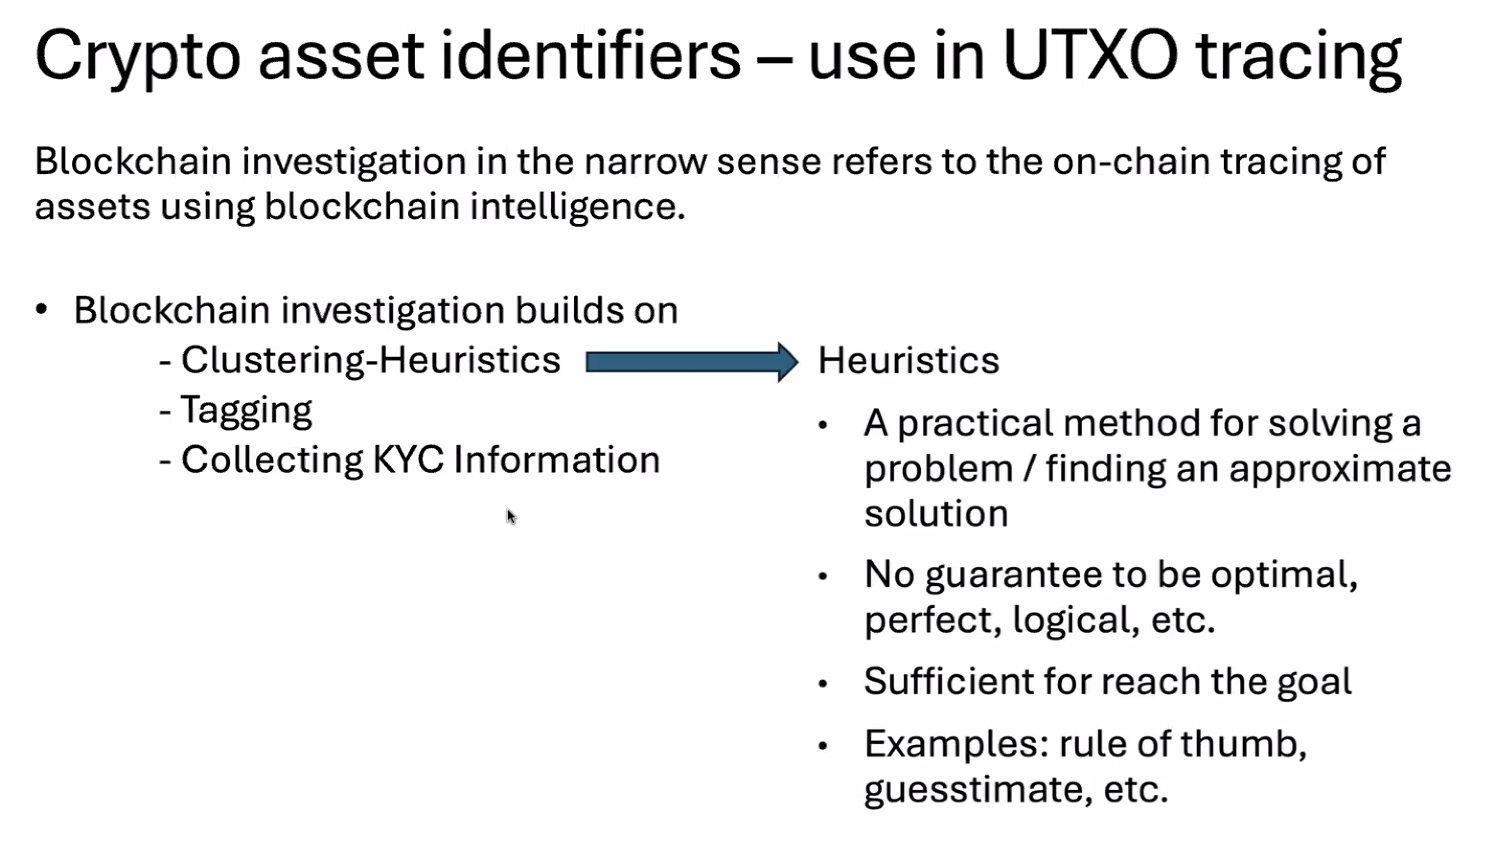 Crypto asset identifiers – use in UTXO tracing
Blockchain investigation in the narrow sense refers to the on-chain tracing of
assets using blockchain intelligence.
• Blockchain investigation builds on
- Clustering-Heuristics
- Tagging
- Collecting KYC Information
Heuristics
• A practical method for solving a
problem / finding an approximate
solution
• No guarantee to be optimal,
perfect, logical, etc.
• Sufficient for reach the goal
• Examples: rule of thumb,
guesstimate, etc.